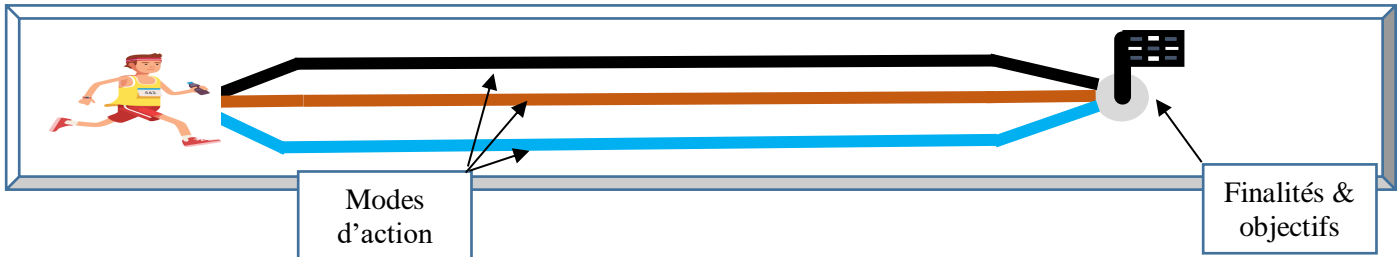 Modes
d’action
Finalités &
objectifs